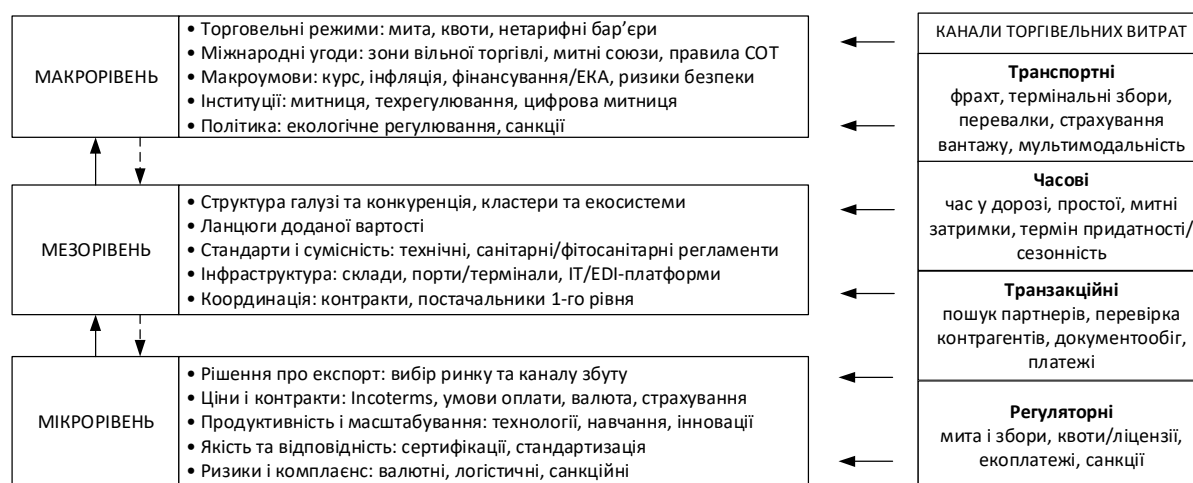 МАКРОРІВЕНЬ
• Торговельні режими: мита, квоти, нетарифні бар’єри
• Міжнародні угоди: зони вільної торгівлі, митні союзи, правила СОТ
• Макроумови: курс, інфляція, фінансування/ЕКА, ризики безпеки
• Інституції: митниця, техрегулювання, цифрова митниця
• Політика: екологічне регулювання, санкції
МЕЗОРІВЕНЬ
• Структура галузі та конкуренція, кластери та екосистеми
• Ланцюги доданої вартості
• Стандарти і сумісність: технічні, санітарні/фітосанітарні регламенти
• Інфраструктура: склади, порти/термінали, IT/EDI-платформи
• Координація: контракти, постачальники 1-го рівня
МІКРОРІВЕНЬ
• Рішення про експорт: вибір ринку та каналу збуту
• Ціни і контракти: Incoterms, умови оплати, валюта, страхування
• Продуктивність і масштабування: технології, навчання, інновації
• Якість та відповідність: сертифікації, стандартизація
• Ризики і комплаєнс: валютні, логістичні, санкційні
КАНАЛИ ТОРГІВЕЛЬНИХ ВИТРАТ
Транспортні
фрахт, термінальні збори,
перевалки, страхування
вантажу, мультимодальність
Часові
час у дорозі, простої, митні
затримки, термін придатності/
сезонність
Транзакційні
пошук партнерів, перевірка
контрагентів, документообіг,
платежі
Регуляторні
мита і збори, квоти/ліцензії,
екоплатежі, санкції